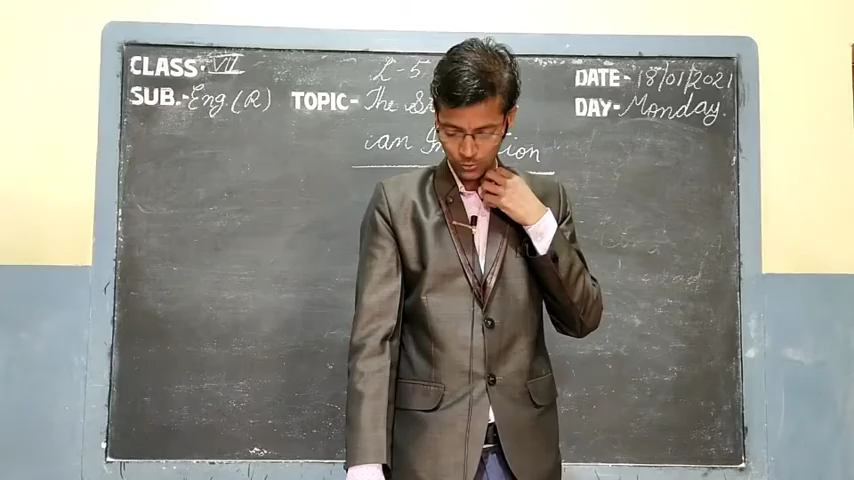 CLASS- VII L-5 DATE- 18/01/2021
SUB.- Eng(R) TOPIC- The DAY- Monday.
ian